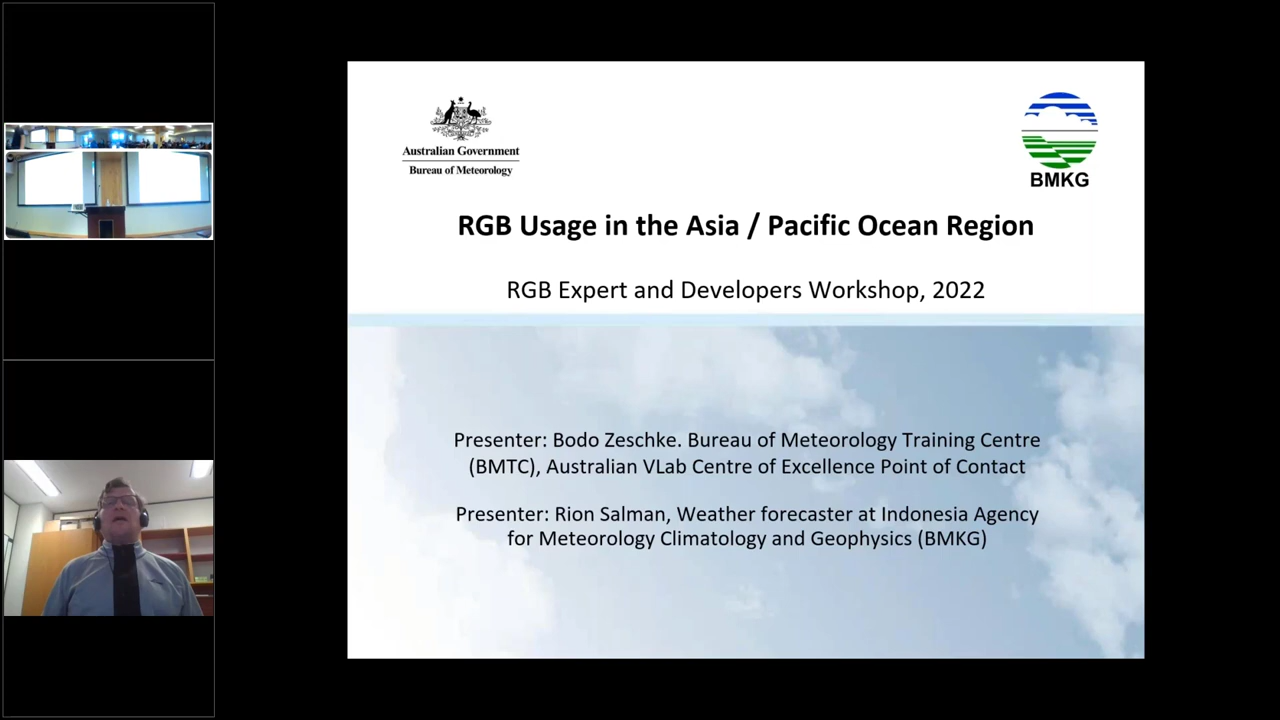 Australian Government
Bureau of Meteorology
BMKG
RGB Usage in the Asia / Pacific Ocean Region
RGB Expert and Developers Workshop, 2022
Presenter: Bodo Zeschke. Bureau of Meteorology Training Centre
(BMTC), Australian VLab Centre of Excellence Point of Contact
Presenter: Rion Salman, Weather forecaster at Indonesia Agency
for Meteorology Climatology and Geophysics (BMKG)